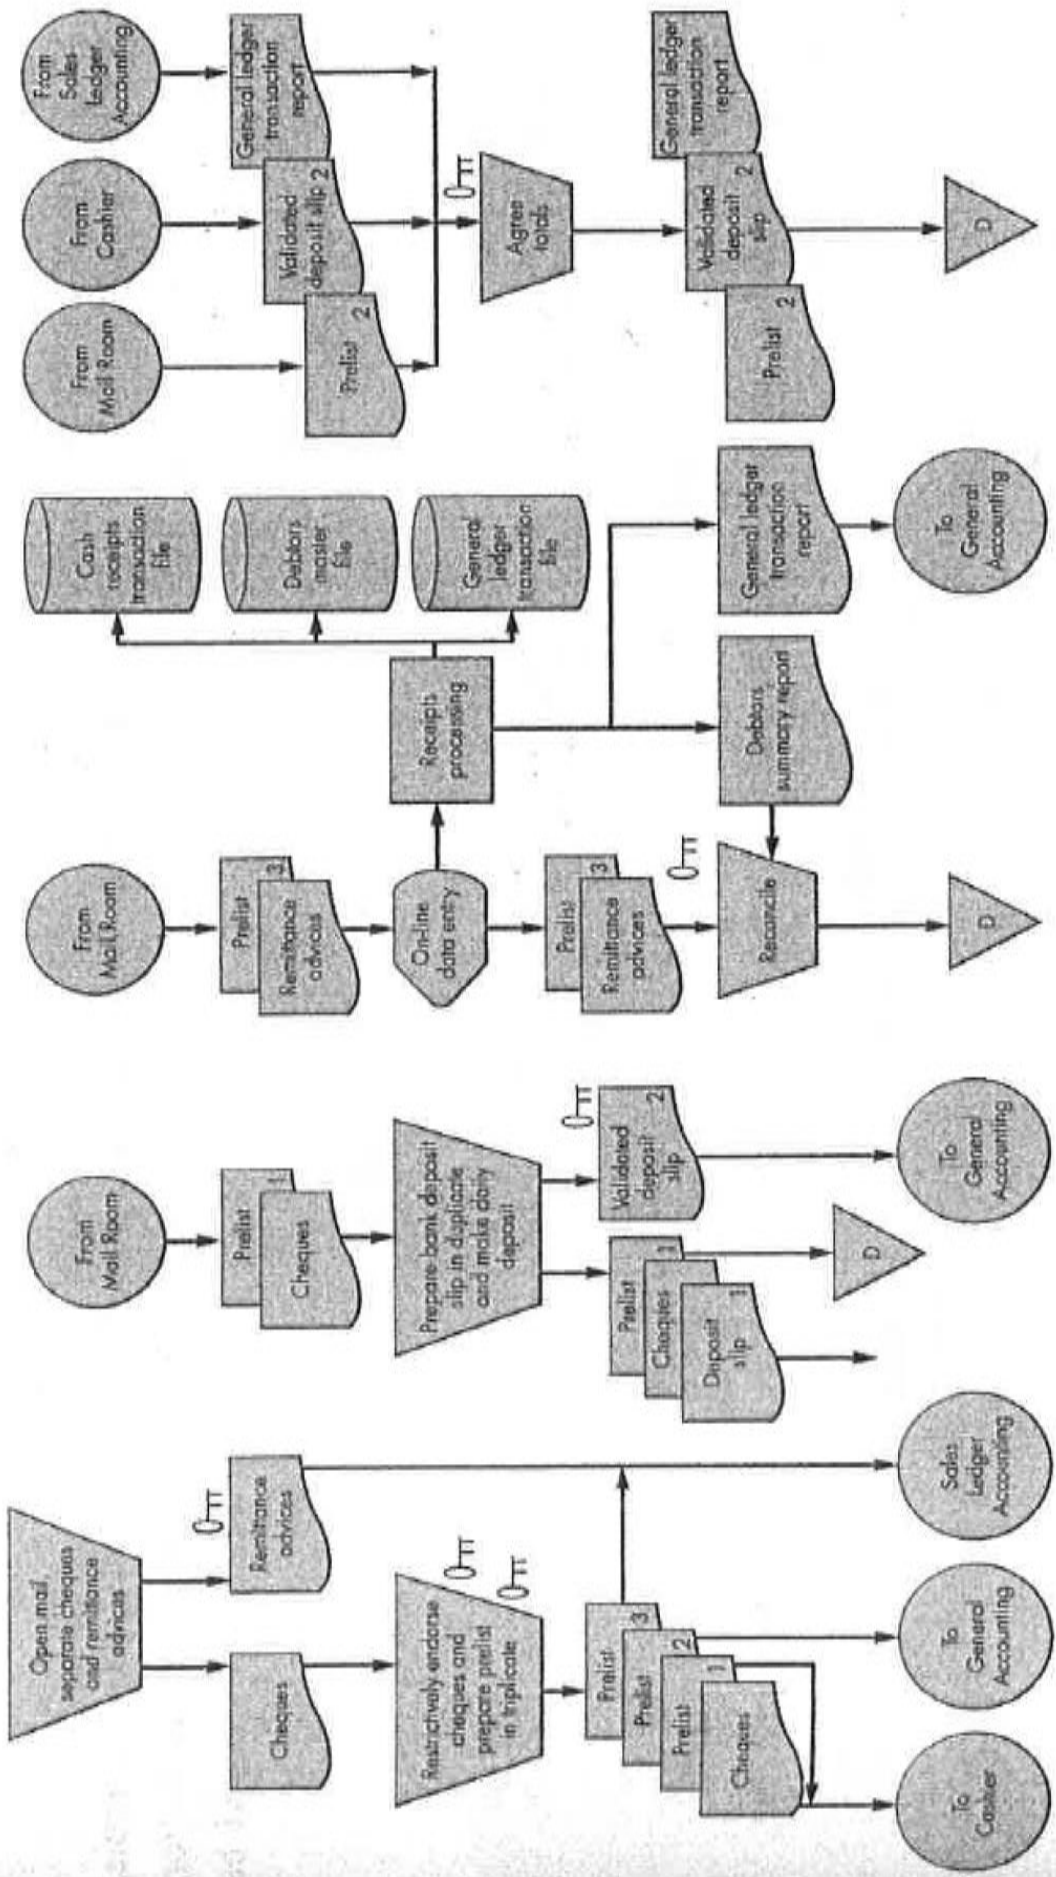 Open mail,
separate cheques
and remittance
advices
Cheques
Remittance
advices
Restrictively endorse
cheques and
prepare prelist
in triplicate
Prelist
3
Prelist
2
Prelist
1
Cheques
To
Cashier
To
General
Accounting
Sales
Ledger
Accounting
From
Mail Room
Prelist
1
Cheques
Prepare bank deposit
slip in duplicate
and make daily
deposit
Prelist
1
Cheques
Deposit
slip
1
Validated
deposit
slip
2
D
To
General
Accounting
From
Mail Room
Prelist
3
Remittance
advices
On-line
data entry
Receipts
processing
Cash
receipts
transaction
file
Debtors
master
file
General
ledger
transaction
file
Prelist
3
Remittance
advices
Reconcile
Debtors
summary report
General ledger
transaction
report
D
To
General
Accounting
From
Mail Room
From
Cashier
From
Sales
Ledger
Accounting
Prelist
2
Validated
deposit slip
2
General ledger
transaction
report
Agree
totals
Prelist
2
Validated
deposit
slip
2
General ledger
transaction
report
D